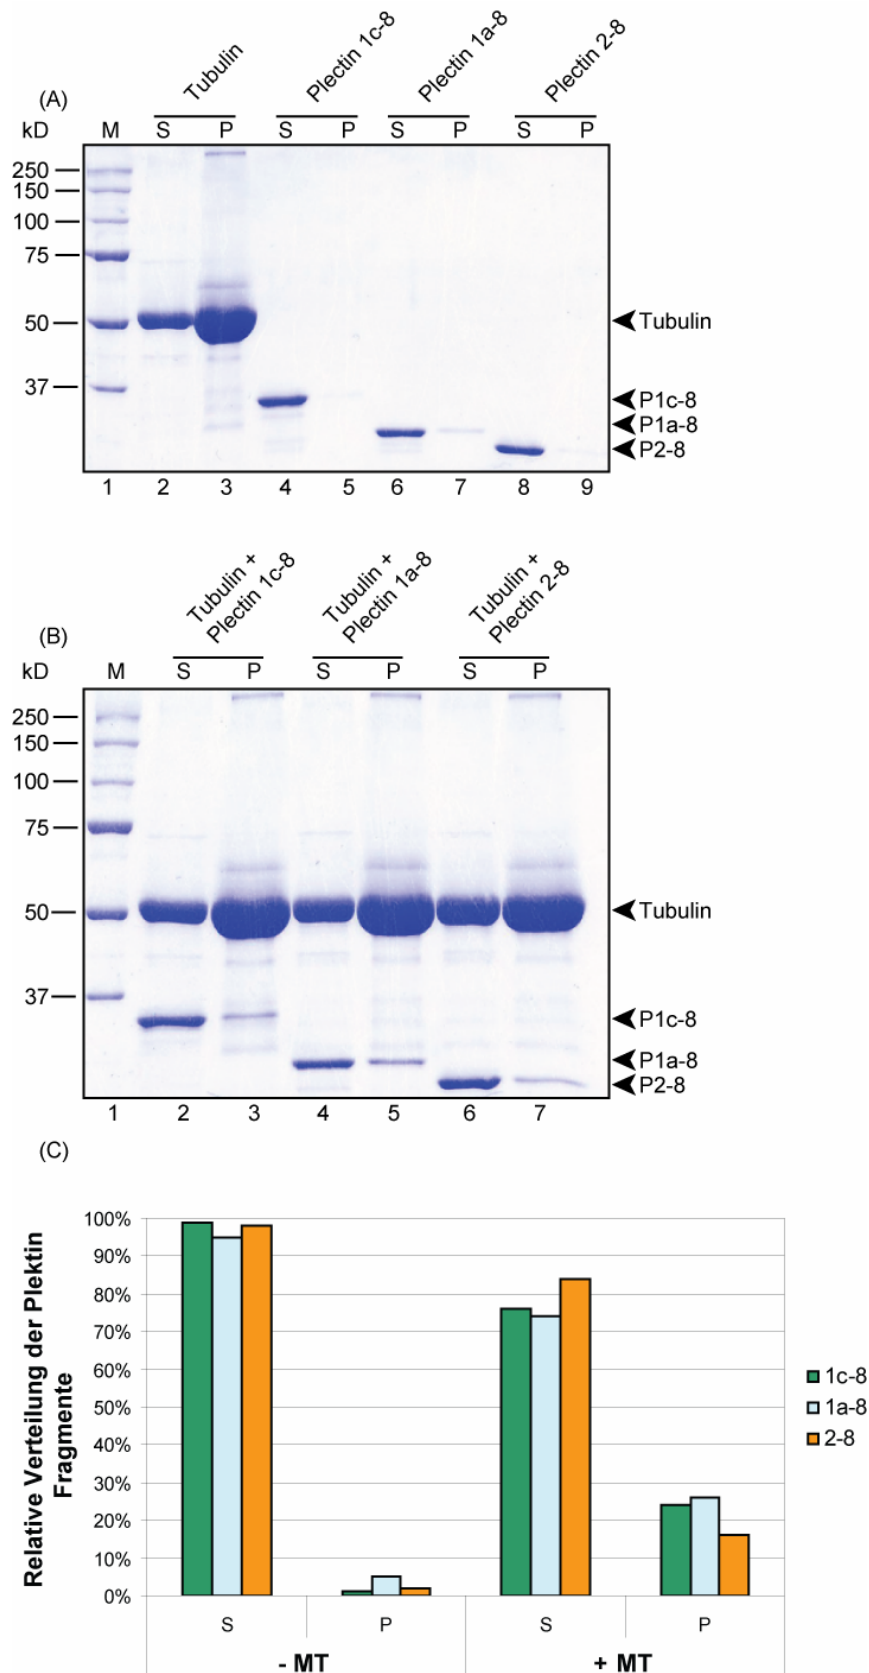 (A)
Tubulin
Plectin 1c-8
Plectin 1a-8
Plectin 2-8
kD M S P S P S P S P
250
150
100
75
50
37
Tubulin
P1c-8
P1a-8
P2-8
1 2 3 4 5 6 7 8 9
(B)
Tubulin +
Plectin 1c-8
Tubulin +
Plectin 1a-8
Tubulin +
Plectin 2-8
kD M S P S P S P
250
150
100
75
50
37
Tubulin
P1c-8
P1a-8
P2-8
1 2 3 4 5 6 7
(C)
Relative Verteilung der Plektin
Fragmente
100%
90%
80%
70%
60%
50%
40%
30%
20%
10%
0%
S P S P
- MT + MT
1c-8
1a-8
2-8